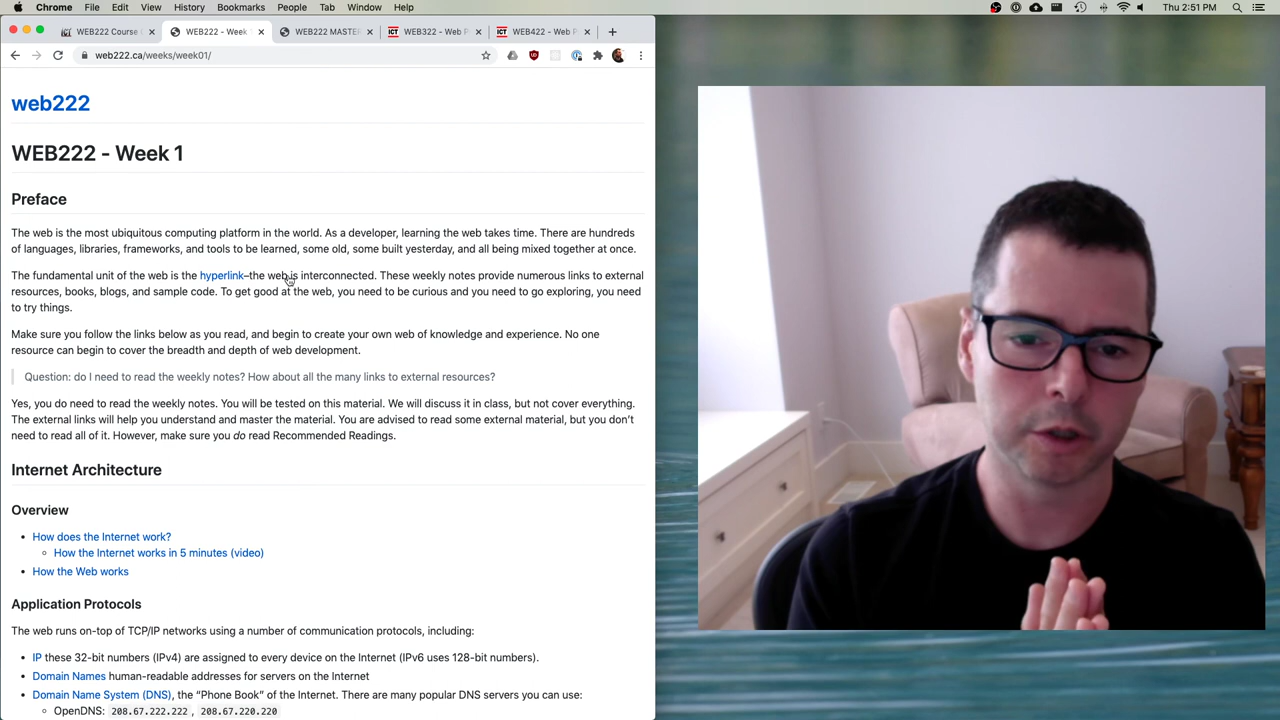 Chrome File Edit View History Bookmarks People Tab Window Help Thu 2:51 PM
WEB222 Course WEB222 - Week WEB222 MASTER WEB322 - Web P WEB422 - Web P
web222.ca/weeks/week01/
web222
WEB222 - Week 1
Preface
The web is the most ubiquitous computing platform in the world. As a developer, learning the web takes time. There are hundreds
of languages, libraries, frameworks, and tools to be learned, some old, some built yesterday, and all being mixed together at once.
The fundamental unit of the web is the hyperlink–the web is interconnected. These weekly notes provide numerous links to external
resources, books, blogs, and sample code. To get good at the web, you need to be curious and you need to go exploring, you need
to try things.
Make sure you follow the links below as you read, and begin to create your own web of knowledge and experience. No one
resource can begin to cover the breadth and depth of web development.
Question: do I need to read the weekly notes? How about all the many links to external resources?
Yes, you do need to read the weekly notes. You will be tested on this material. We will discuss it in class, but not cover everything.
The external links will help you understand and master the material. You are advised to read some external material, but you don’t
need to read all of it. However, make sure you do read Recommended Readings.
Internet Architecture
Overview
• How does the Internet work?
◦ How the Internet works in 5 minutes (video)
• How the Web works
Application Protocols
The web runs on-top of TCP/IP networks using a number of communication protocols, including:
• IP these 32-bit numbers (IPv4) are assigned to every device on the Internet (IPv6 uses 128-bit numbers).
• Domain Names human-readable addresses for servers on the Internet
• Domain Name System (DNS), the “Phone Book” of the Internet. There are many popular DNS servers you can use:
◦ OpenDNS: 208.67.222.222 , 208.67.220.220